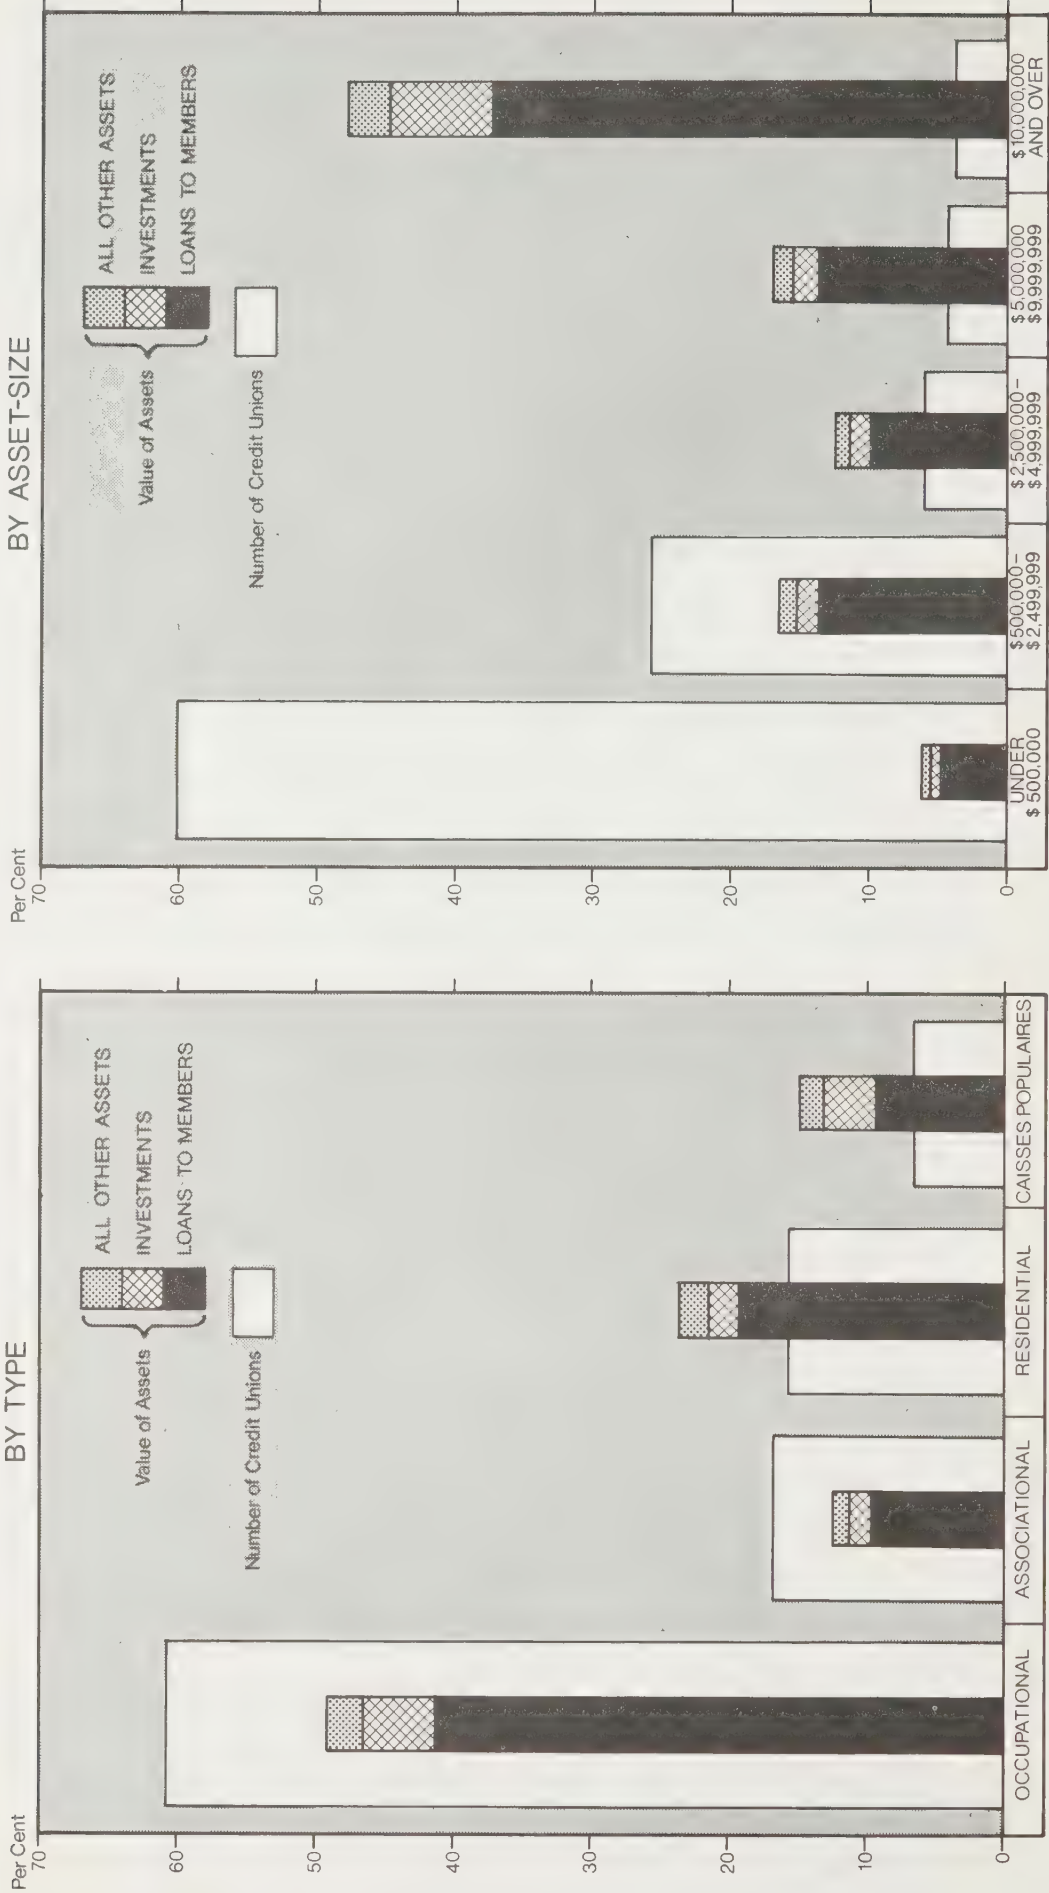 BY TYPE
Per Cent
70
60
50
40
30
20
10
0
Value of Assets
ALL OTHER ASSETS
INVESTMENTS
LOANS TO MEMBERS
Number of Credit Unions
OCCUPATIONAL
ASSOCIATIONAL
RESIDENTIAL
CAISSES POPULAIRES
BY ASSET-SIZE
Per Cent
70
60
50
40
30
20
10
0
Value of Assets
ALL OTHER ASSETS
INVESTMENTS
LOANS TO MEMBERS
Number of Credit Unions
UNDER
$500,000
$500,000–
$2,499,999
$2,500,000–
$4,999,999
$5,000,000
$9,999,999
$10,000,000
AND OVER